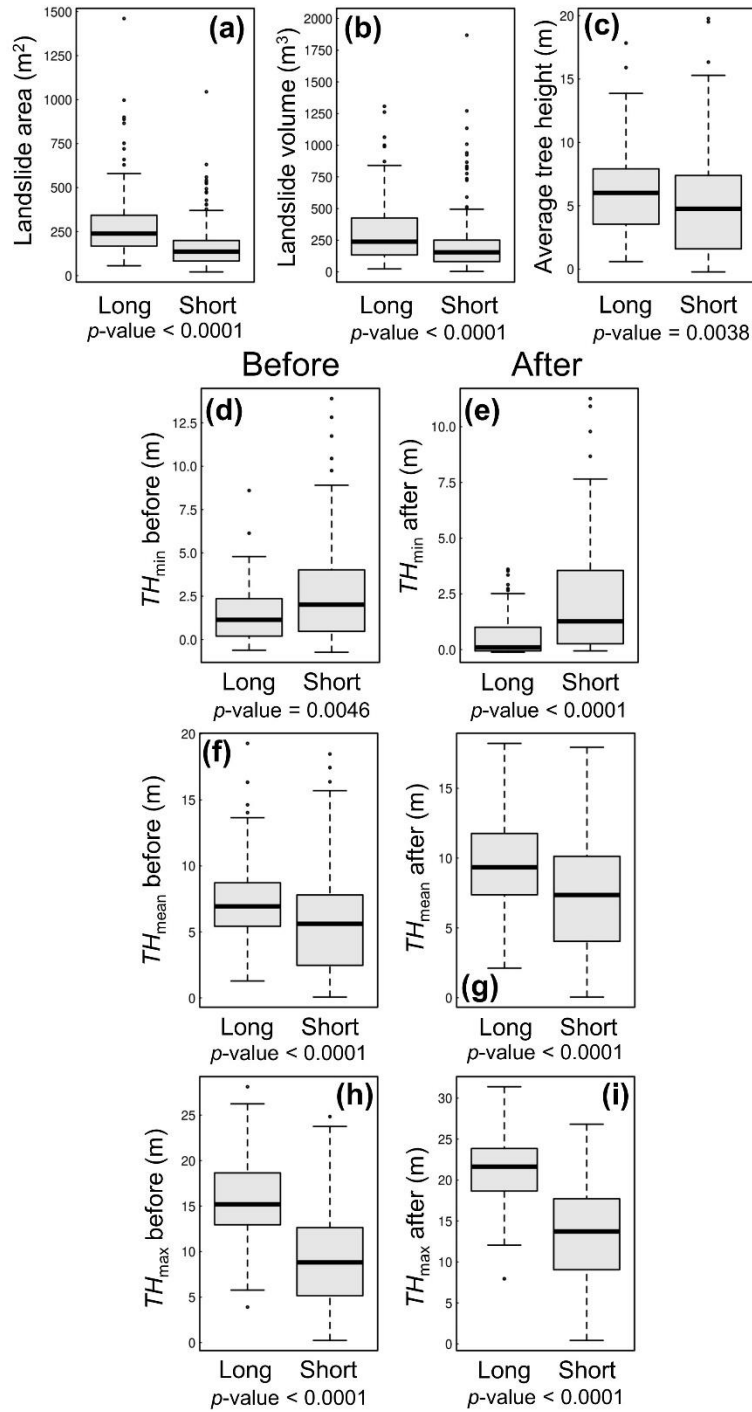 (a)
Landslide area (m²)
1500
1250
1000
750
500
250
0
Long Short
p-value < 0.0001
(b)
Landslide volume (m³)
2000
1750
1500
1250
1000
750
500
250
0
Long Short
p-value < 0.0001
(c)
Average tree height (m)
20
15
10
5
0
Long Short
p-value = 0.0038
Before
After
(d)
TH_min before (m)
12.5
10.0
7.5
5.0
2.5
0.0
Long Short
p-value = 0.0046
(e)
TH_min after (m)
10.0
7.5
5.0
2.5
0.0
Long Short
p-value < 0.0001
(f)
TH_mean before (m)
20
15
10
5
0
Long Short
p-value < 0.0001
TH_mean after (m)
15
10
5
0
(g)
Long Short
p-value < 0.0001
(h)
TH_max before (m)
25
20
15
10
5
0
Long Short
p-value < 0.0001
(i)
TH_max after (m)
30
25
20
15
10
5
0
Long Short
p-value < 0.0001